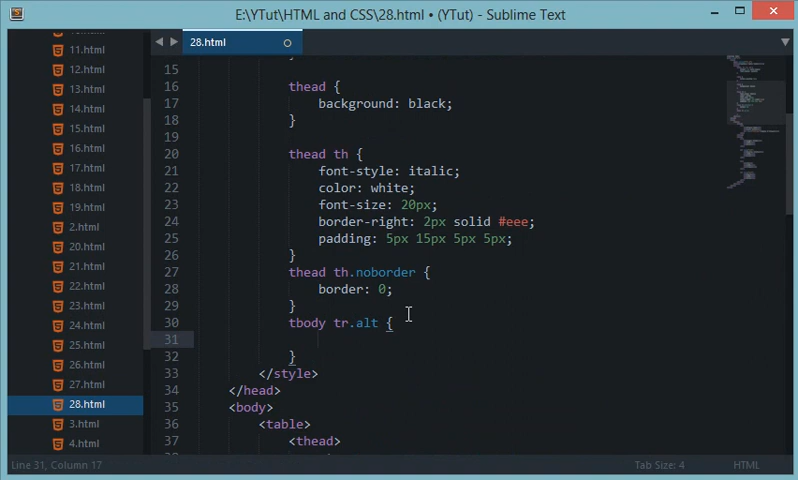 E:\YTut\HTML and CSS\28.html • (YTut) - Sublime Text
28.html
11.html
12.html
13.html
14.html
15.html
16.html
17.html
18.html
19.html
2.html
20.html
21.html
22.html
23.html
24.html
25.html
26.html
27.html
28.html
3.html
4.html
15
16 thead {
17 background: black;
18 }
19
20 thead th {
21 font-style: italic;
22 color: white;
23 font-size: 20px;
24 border-right: 2px solid #eee;
25 padding: 5px 15px 5px 5px;
26 }
27 thead th.noborder {
28 border: 0;
29 }
30 tbody tr.alt {
31
32 }
33 </style>
34 </head>
35 <body>
36 <table>
37 <thead>
Line 31, Column 17
Tab Size: 4
HTML